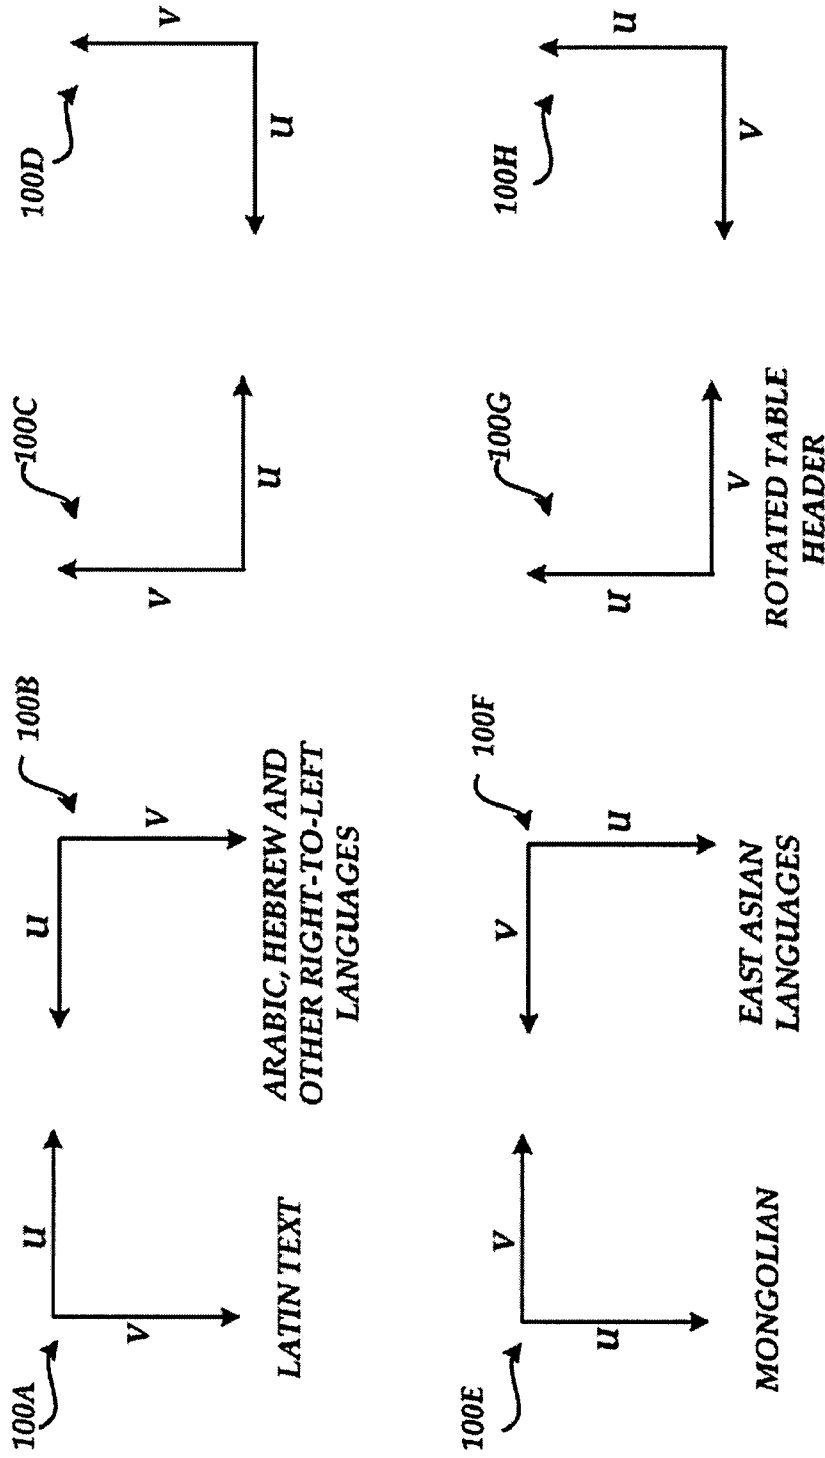 100A
u
v
LATIN TEXT
100B
u
v
ARABIC, HEBREW AND
OTHER RIGHT-TO-LEFT
LANGUAGES
100C
v
u
100D
v
u
100E
v
u
MONGOLIAN
100F
v
u
EAST ASIAN
LANGUAGES
100G
u
v
ROTATED TABLE
HEADER
100H
u
v